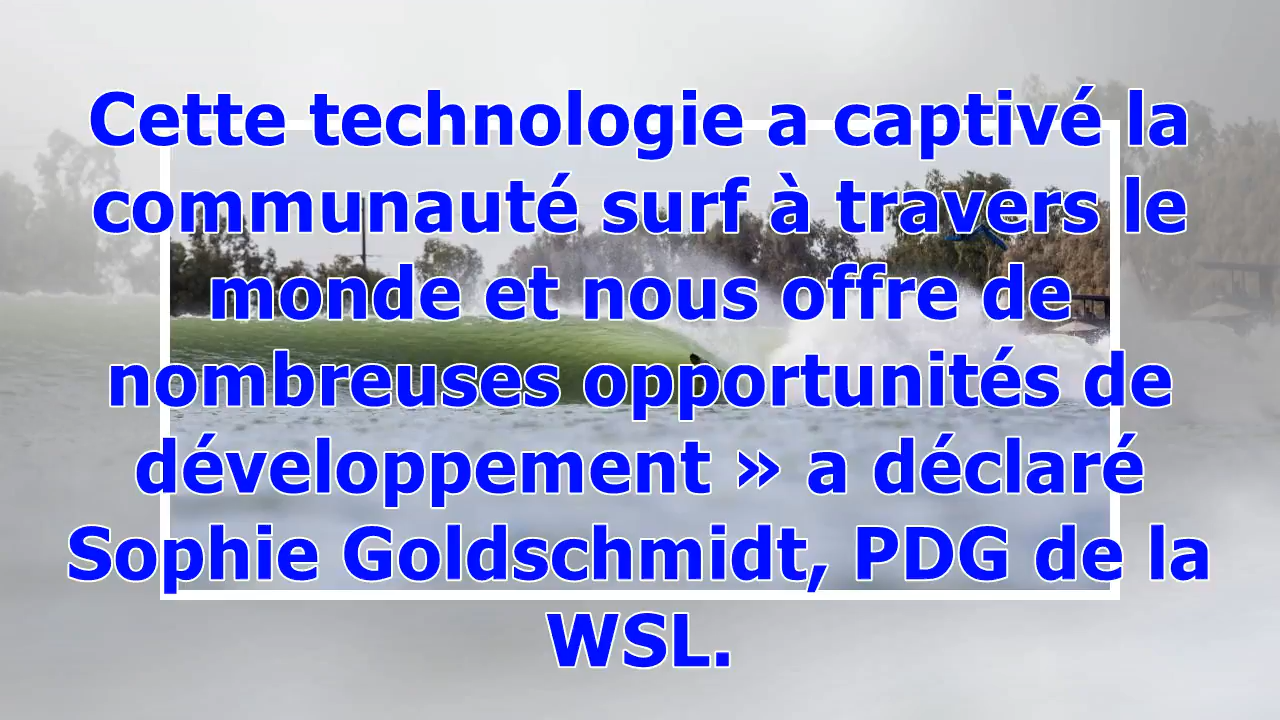 Cette technologie a captivé la
communauté surf à travers le
monde et nous offre de
nombreuses opportunités de
développement » a déclaré
Sophie Goldschmidt, PDG de la
WSL.